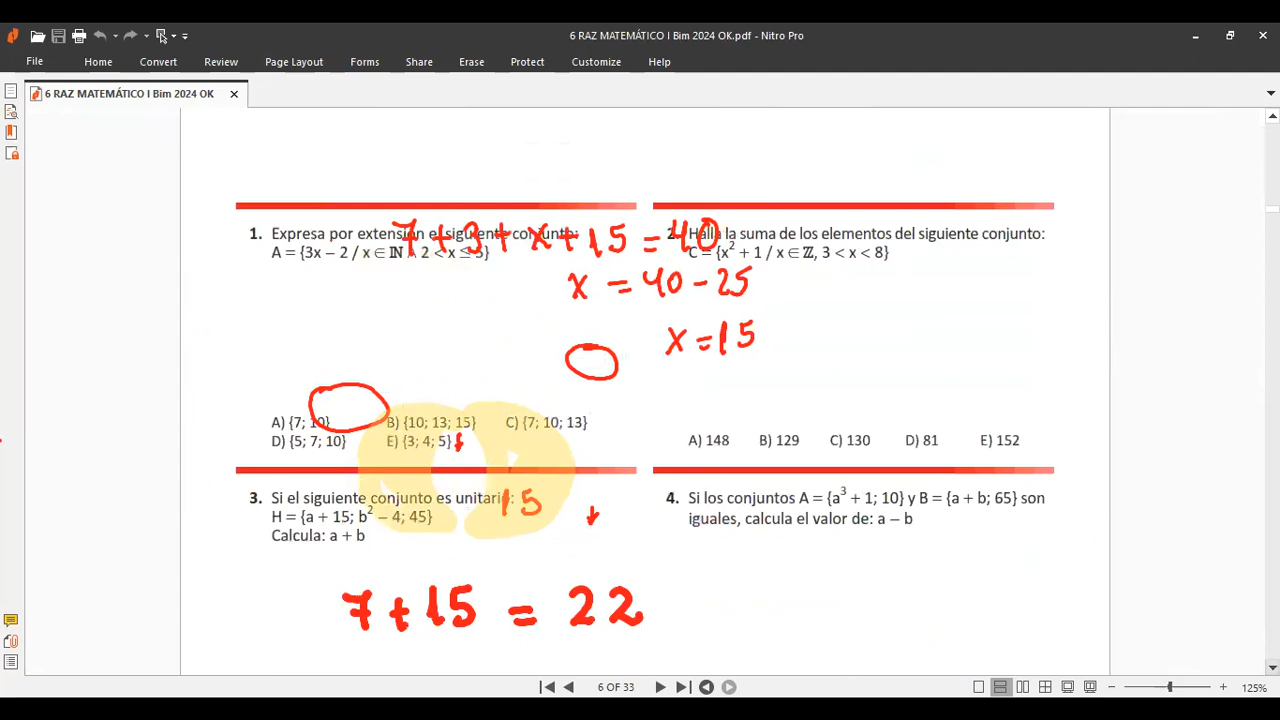 6 RAZ MATEMÁTICO I Bim 2024 OK.pdf - Nitro Pro
File Home Convert Review Page Layout Forms Share Erase Protect Customize Help
6 RAZ MATEMÁTICO I Bim 2024 OK
1. Expresa por extensión el siguiente conjunto:
A = {3x – 2 / x ∈ ℕ ∧ 2 < x ≤ 5}
7 + 3 + x + 15 = 40
x = 40 - 25
x = 15
A) {7; 10} B) {10; 13; 15} C) {7; 10; 13}
D) {5; 7; 10} E) {3; 4; 5}
2. Halla la suma de los elementos del siguiente conjunto:
C = {x² + 1 / x ∈ ℤ, 3 < x < 8}
A) 148 B) 129 C) 130 D) 81 E) 152
3. Si el siguiente conjunto es unitario:
H = {a + 15; b² – 4; 45}
Calcula: a + b
15
7 + 15 = 22
4. Si los conjuntos A = {a³ + 1; 10} y B = {a + b; 65} son
iguales, calcula el valor de: a – b
6 OF 33
125%